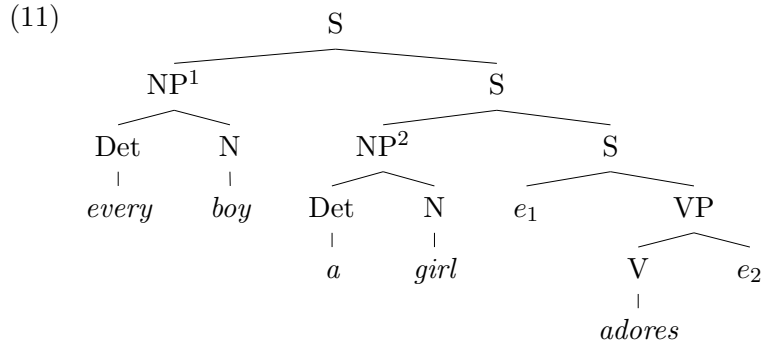 (11) S
NP¹ S
Det N NP² S
every boy Det N e₁ VP
a girl V e₂
adores